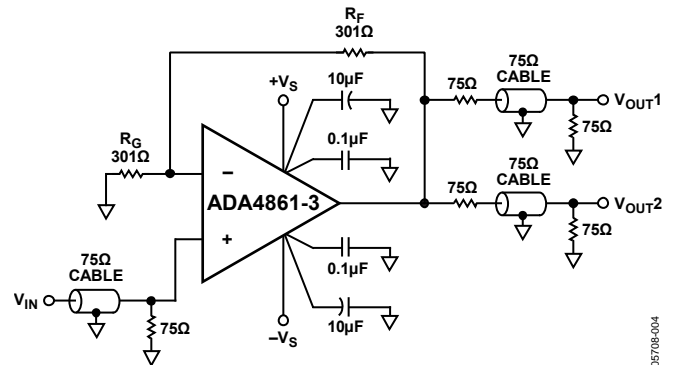 RF
301Ω
75Ω
CABLE
+VS
10µF
75Ω
VOUT1
RG
301Ω
0.1µF
75Ω
75Ω
CABLE
–
ADA4861-3
75Ω
VOUT2
+
75Ω
75Ω
CABLE
0.1µF
VIN
75Ω
–VS
10µF
05708-004